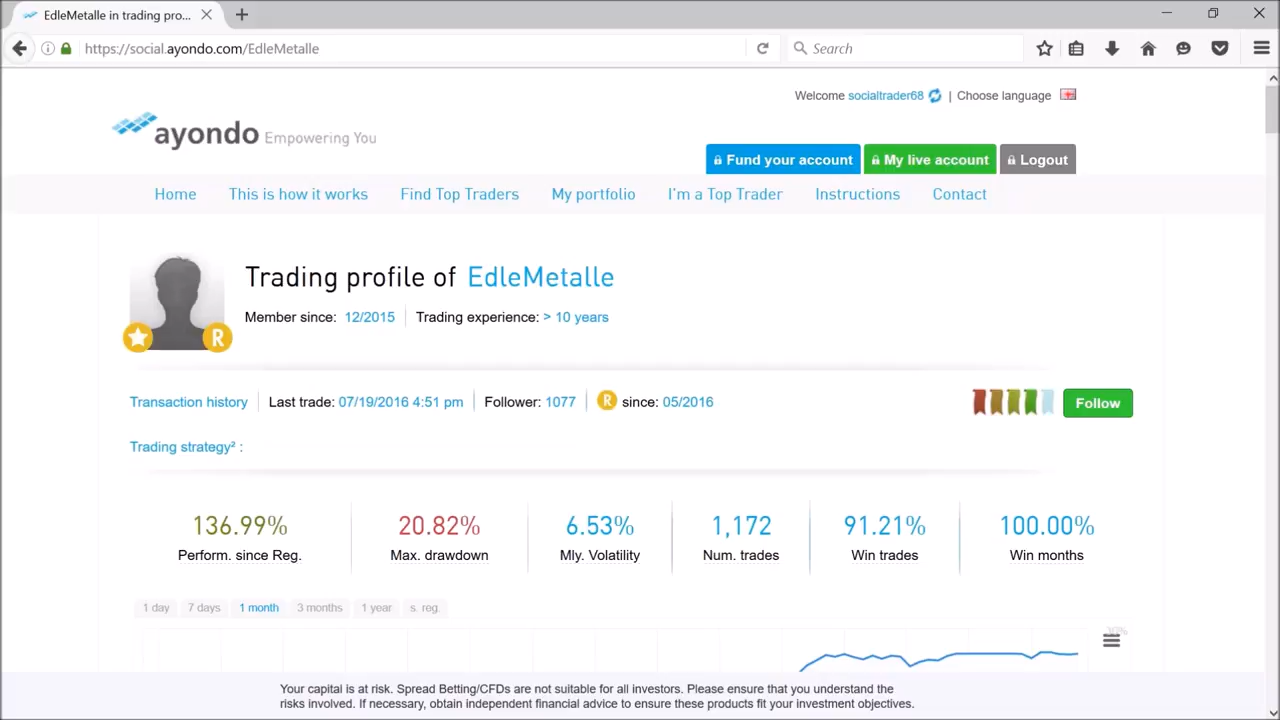 EdleMetalle in trading pro...
https://social.ayondo.com/EdleMetalle
Search
Welcome socialtrader68 | Choose language
ayondo Empowering You
Fund your account My live account Logout
Home This is how it works Find Top Traders My portfolio I'm a Top Trader Instructions Contact
Trading profile of EdleMetalle
Member since: 12/2015 Trading experience: > 10 years
R
Transaction history Last trade: 07/19/2016 4:51 pm Follower: 1077 R since: 05/2016 Follow
Trading strategy² :
136.99% 20.82% 6.53% 1,172 91.21% 100.00%
Perform. since Reg. Max. drawdown Mly. Volatility Num. trades Win trades Win months
1 day 7 days 1 month 3 months 1 year s. reg.
Your capital is at risk. Spread Betting/CFDs are not suitable for all investors. Please ensure that you understand the
risks involved. If necessary, obtain independent financial advice to ensure these products fit your investment objectives.